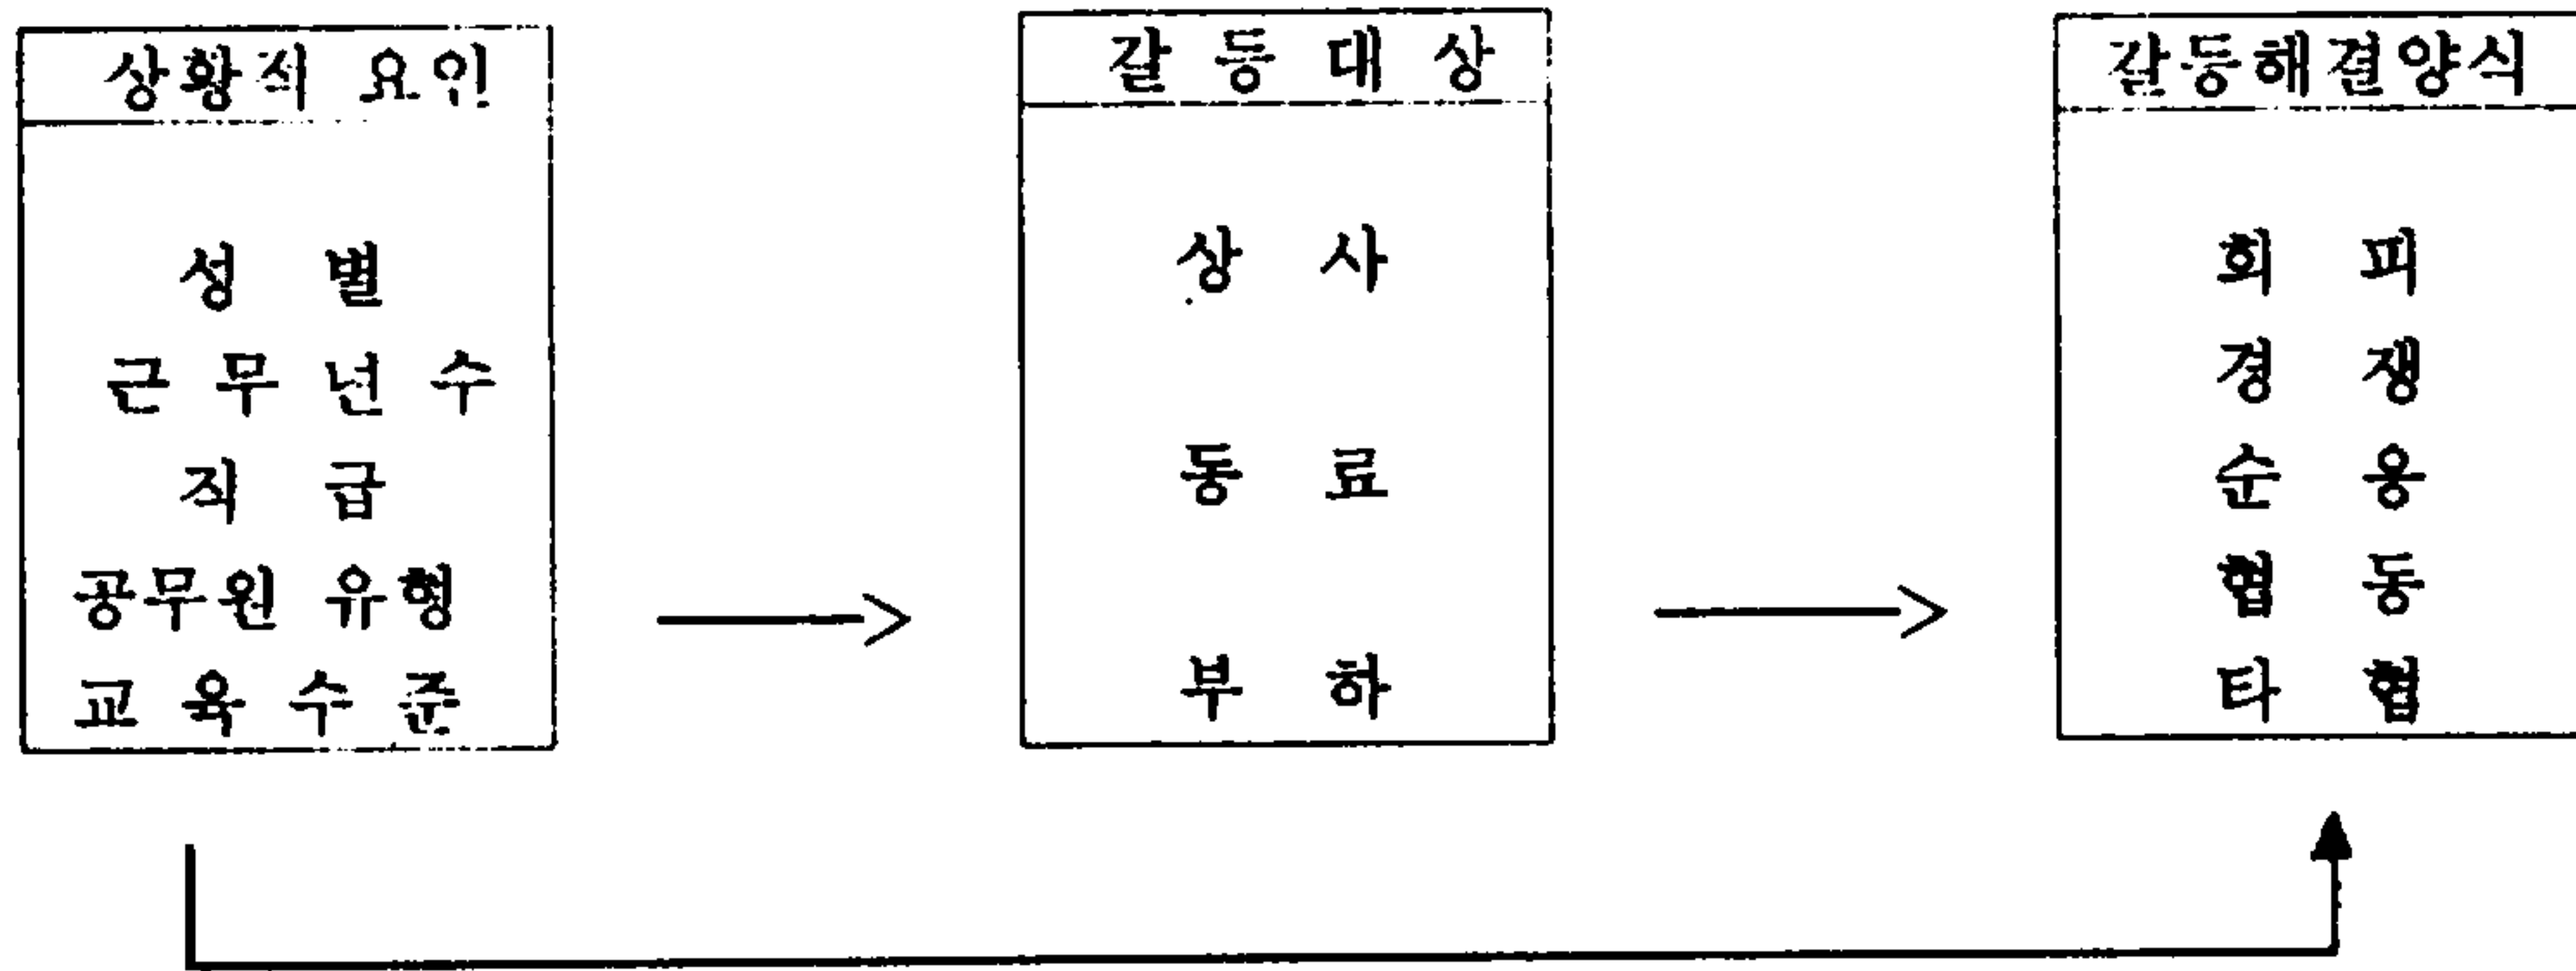 상황적 요인
성 별
근 무 년 수
직 급
공무원 유형
교 육 수 준
갈 등 대 상
상 사
동 료
부 하
갈등해결양식
회 피
경 쟁
순 응
협 동
타 협